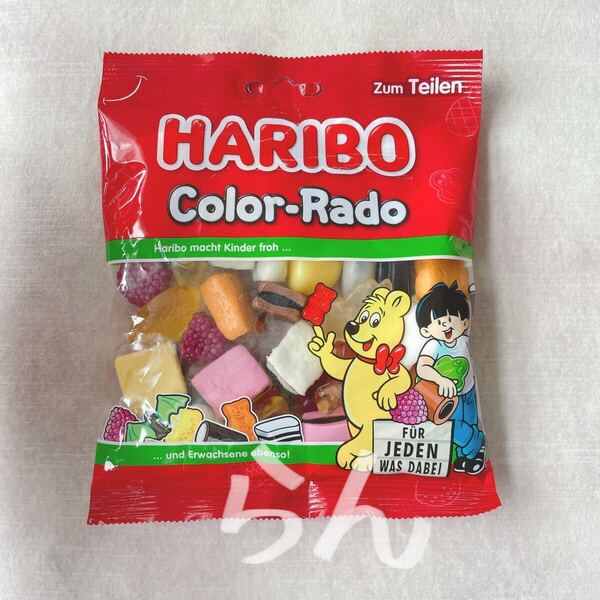 Zum Teilen
HARIBO
Color-Rado
Haribo macht Kinder froh ...
FÜR
JEDEN
WAS DABEI
... und Erwachsene ebenso!
らん